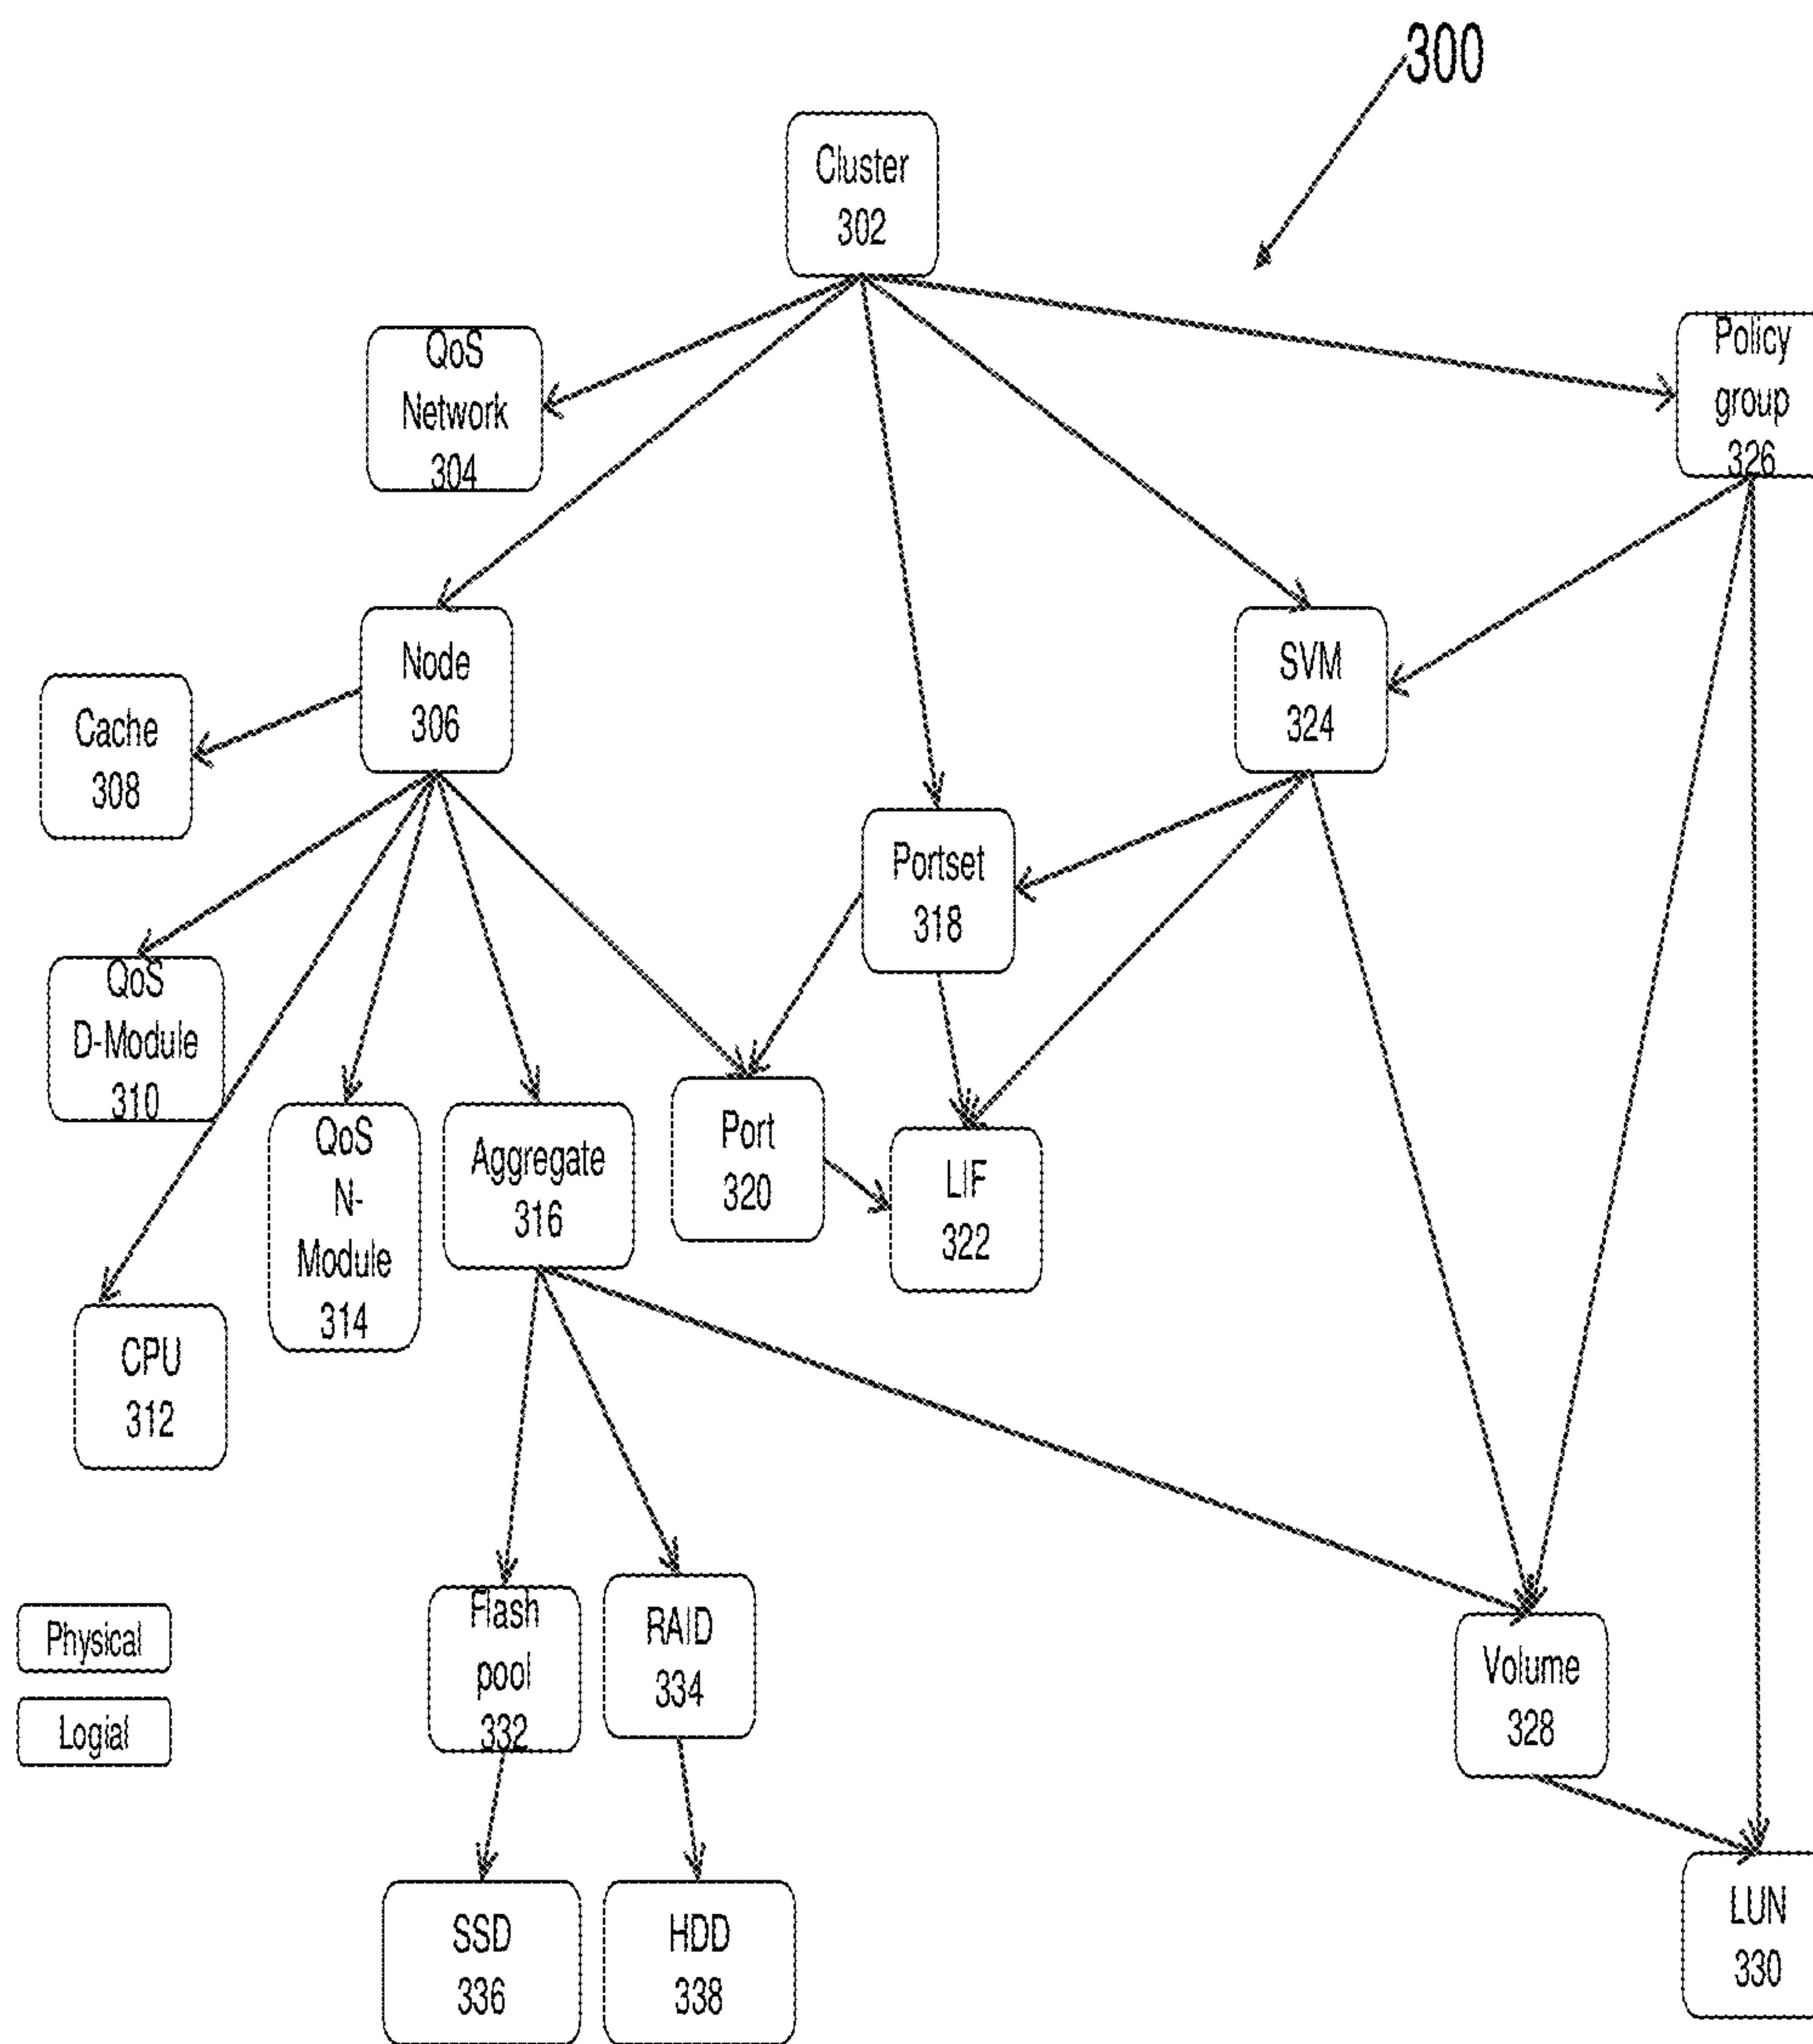 300
Cluster
302
QoS
Network
304
Policy
group
326
Node
306
SVM
324
Cache
308
Portset
318
QoS
D-Module
310
QoS
N-
Module
314
Aggregate
316
Port
320
LIF
322
CPU
312
Flash
pool
332
RAID
334
Physical
Logial
Volume
328
SSD
336
HDD
338
LUN
330